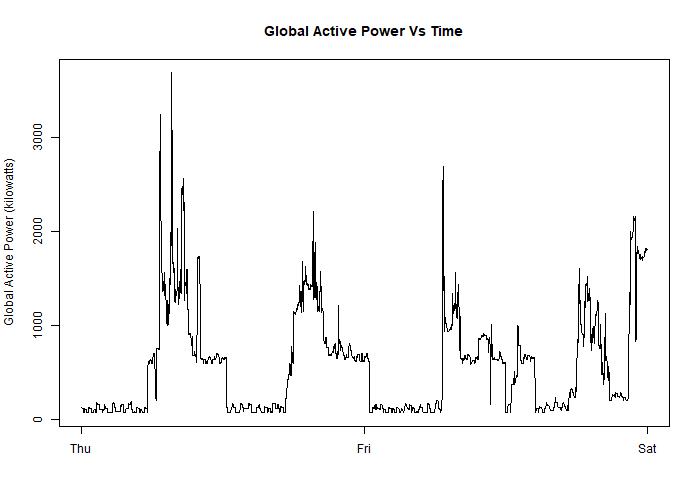 Global Active Power Vs Time
Global Active Power (kilowatts)
3000
2000
1000
0
Thu
Fri
Sat